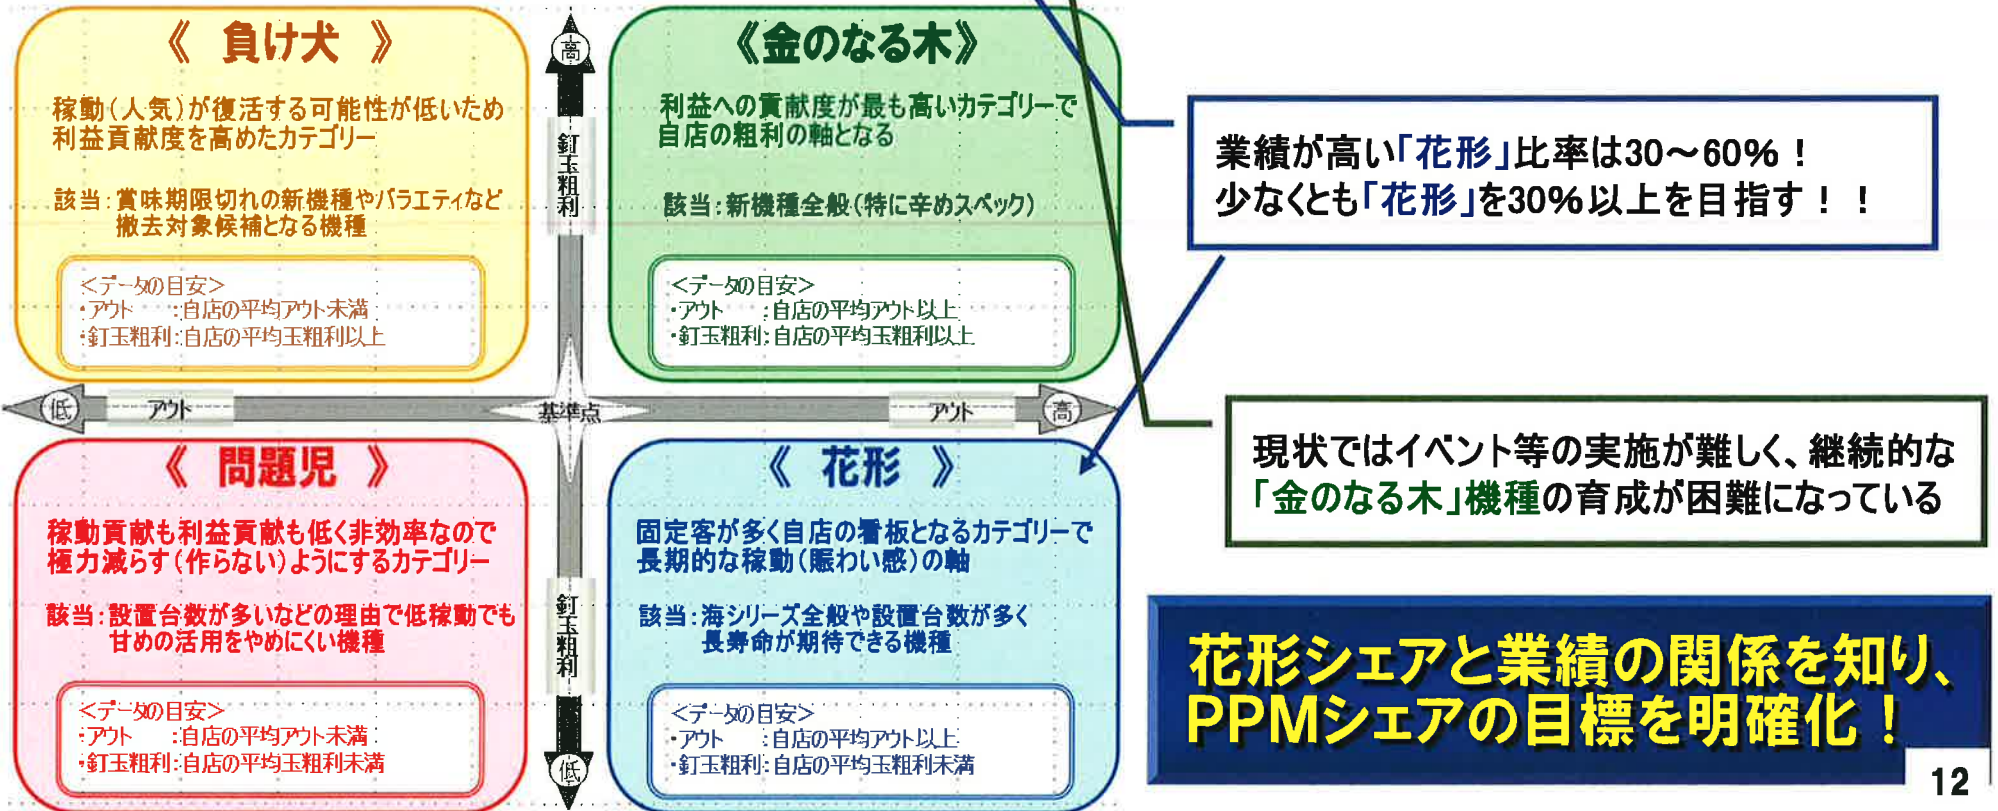 《 負け犬 》
稼動（人気）が復活する可能性が低いため
利益貢献度を高めたカテゴリー
該当：賞味期限切れの新機種やバラエティなど
撤去対象候補となる機種
＜データの目安＞
・アウト　：自店の平均アウト未満
・釘玉粗利：自店の平均玉粗利以上
高
釘玉粗利
《金のなる木》
利益への貢献度が最も高いカテゴリーで
自店の粗利の軸となる
該当：新機種全般（特に辛めスペック）
＜データの目安＞
・アウト　：自店の平均アウト以上
・釘玉粗利：自店の平均玉粗利以上
低
アウト
基準点
アウト
高
《 問題児 》
稼動貢献も利益貢献も低く非効率なので
極力減らす（作らない）ようにするカテゴリー
該当：設置台数が多いなどの理由で低稼動でも
甘めの活用をやめにくい機種
＜データの目安＞
・アウト　：自店の平均アウト未満
・釘玉粗利：自店の平均玉粗利未満
釘玉粗利
低
《 花形 》
固定客が多く自店の看板となるカテゴリーで
長期的な稼動（賑わい感）の軸
該当：海シリーズ全般や設置台数が多く
長寿命が期待できる機種
＜データの目安＞
・アウト　：自店の平均アウト以上
・釘玉粗利：自店の平均玉粗利未満
業績が高い「花形」比率は30～60%！
少なくとも「花形」を30%以上を目指す！！
現状ではイベント等の実施が難しく、継続的な
「金のなる木」機種の育成が困難になっている
花形シェアと業績の関係を知り、
PPMシェアの目標を明確化！
12